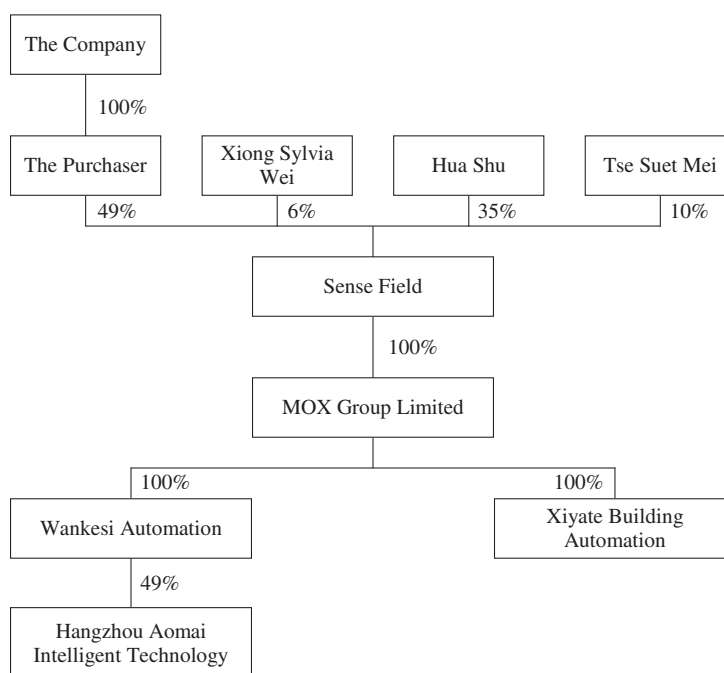 The Company
100%
The Purchaser
Xiong Sylvia
Wei
Hua Shu
Tse Suet Mei
49%
6%
35%
10%
Sense Field
100%
MOX Group Limited
100%
100%
Wankesi Automation
Xiyate Building
Automation
49%
Hangzhou Aomai
Intelligent Technology